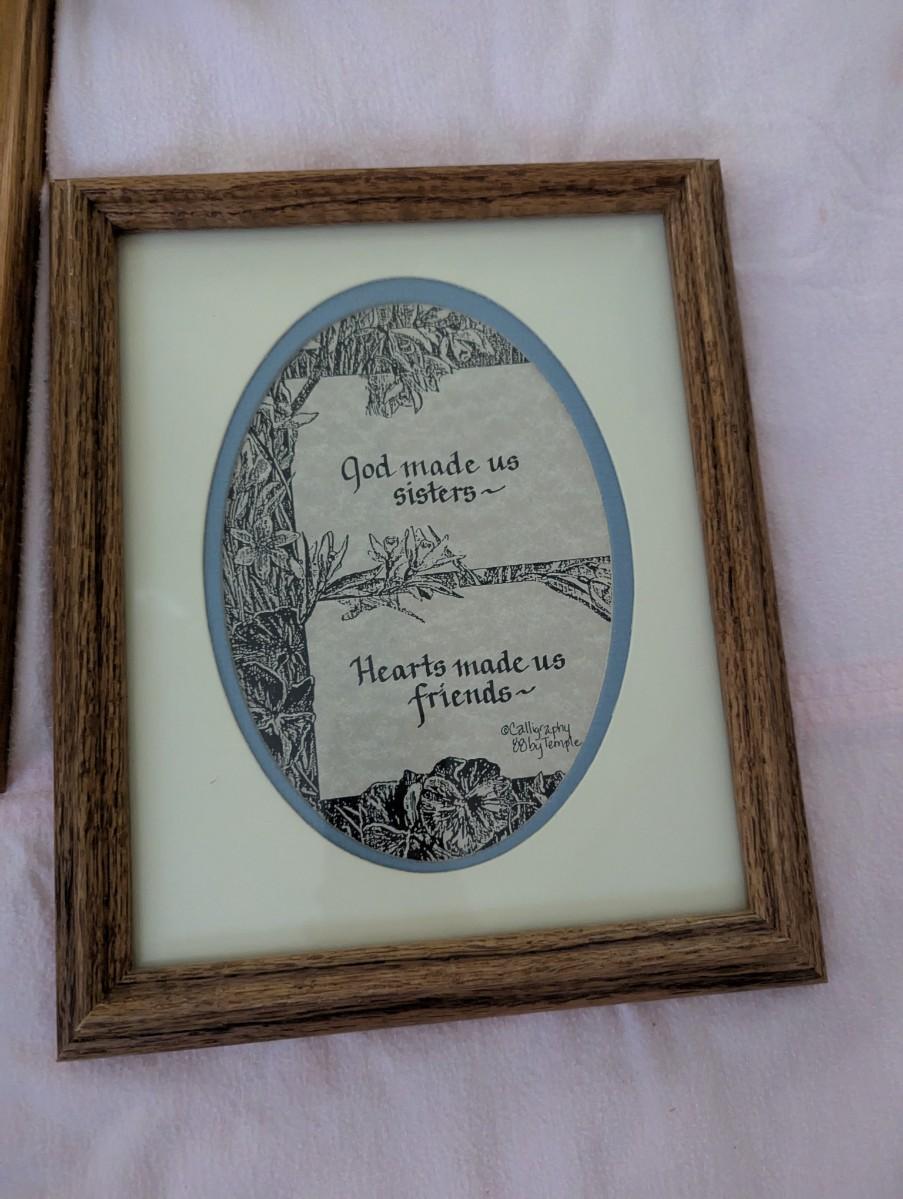 God made us
sisters~
Hearts made us
friends~
©Calligraphy
88 by Temple